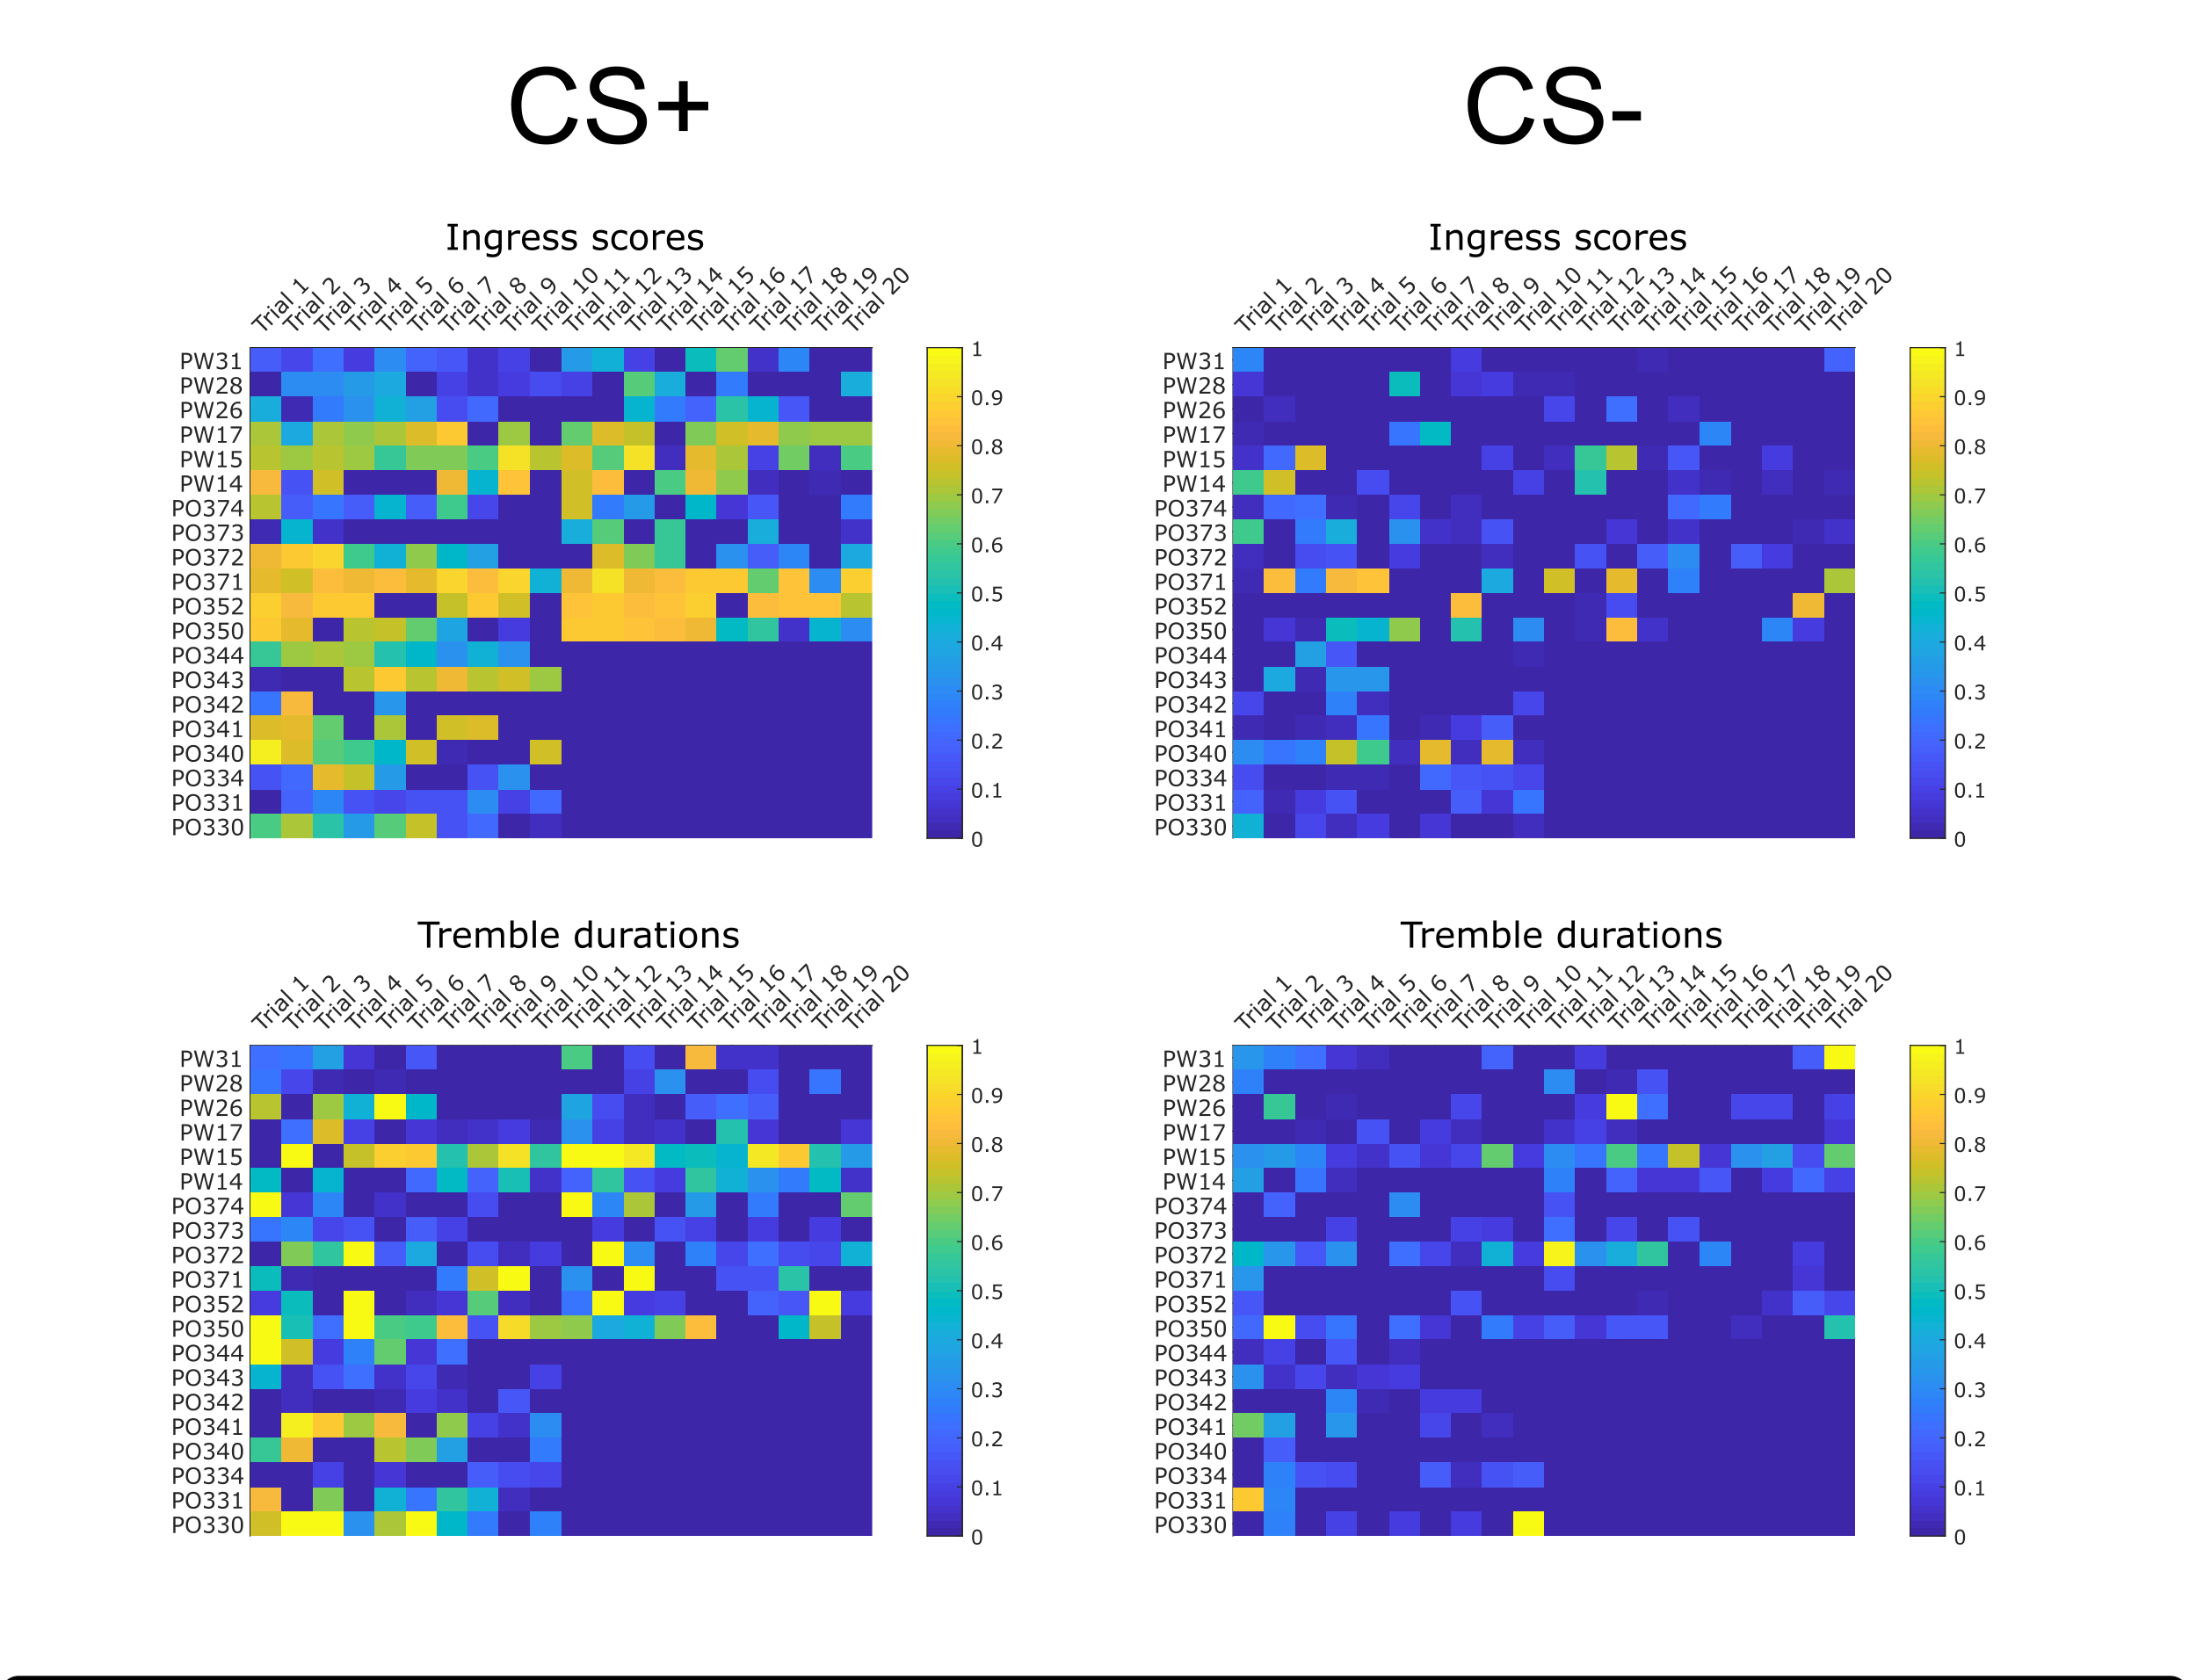 CS+
CS-
Ingress scores
Trial 1 Trial 2 Trial 3 Trial 4 Trial 5 Trial 6 Trial 7 Trial 8 Trial 9 Trial 10 Trial 11 Trial 12 Trial 13 Trial 14 Trial 15 Trial 16 Trial 17 Trial 18 Trial 19 Trial 20
PW31
PW28
PW26
PW17
PW15
PW14
PO374
PO373
PO372
PO371
PO352
PO350
PO344
PO343
PO342
PO341
PO340
PO334
PO331
PO330
1
0.9
0.8
0.7
0.6
0.5
0.4
0.3
0.2
0.1
0
Ingress scores
Trial 1 Trial 2 Trial 3 Trial 4 Trial 5 Trial 6 Trial 7 Trial 8 Trial 9 Trial 10 Trial 11 Trial 12 Trial 13 Trial 14 Trial 15 Trial 16 Trial 17 Trial 18 Trial 19 Trial 20
PW31
PW28
PW26
PW17
PW15
PW14
PO374
PO373
PO372
PO371
PO352
PO350
PO344
PO343
PO342
PO341
PO340
PO334
PO331
PO330
1
0.9
0.8
0.7
0.6
0.5
0.4
0.3
0.2
0.1
0
Tremble durations
Trial 1 Trial 2 Trial 3 Trial 4 Trial 5 Trial 6 Trial 7 Trial 8 Trial 9 Trial 10 Trial 11 Trial 12 Trial 13 Trial 14 Trial 15 Trial 16 Trial 17 Trial 18 Trial 19 Trial 20
PW31
PW28
PW26
PW17
PW15
PW14
PO374
PO373
PO372
PO371
PO352
PO350
PO344
PO343
PO342
PO341
PO340
PO334
PO331
PO330
1
0.9
0.8
0.7
0.6
0.5
0.4
0.3
0.2
0.1
0
Tremble durations
Trial 1 Trial 2 Trial 3 Trial 4 Trial 5 Trial 6 Trial 7 Trial 8 Trial 9 Trial 10 Trial 11 Trial 12 Trial 13 Trial 14 Trial 15 Trial 16 Trial 17 Trial 18 Trial 19 Trial 20
PW31
PW28
PW26
PW17
PW15
PW14
PO374
PO373
PO372
PO371
PO352
PO350
PO344
PO343
PO342
PO341
PO340
PO334
PO331
PO330
1
0.9
0.8
0.7
0.6
0.5
0.4
0.3
0.2
0.1
0